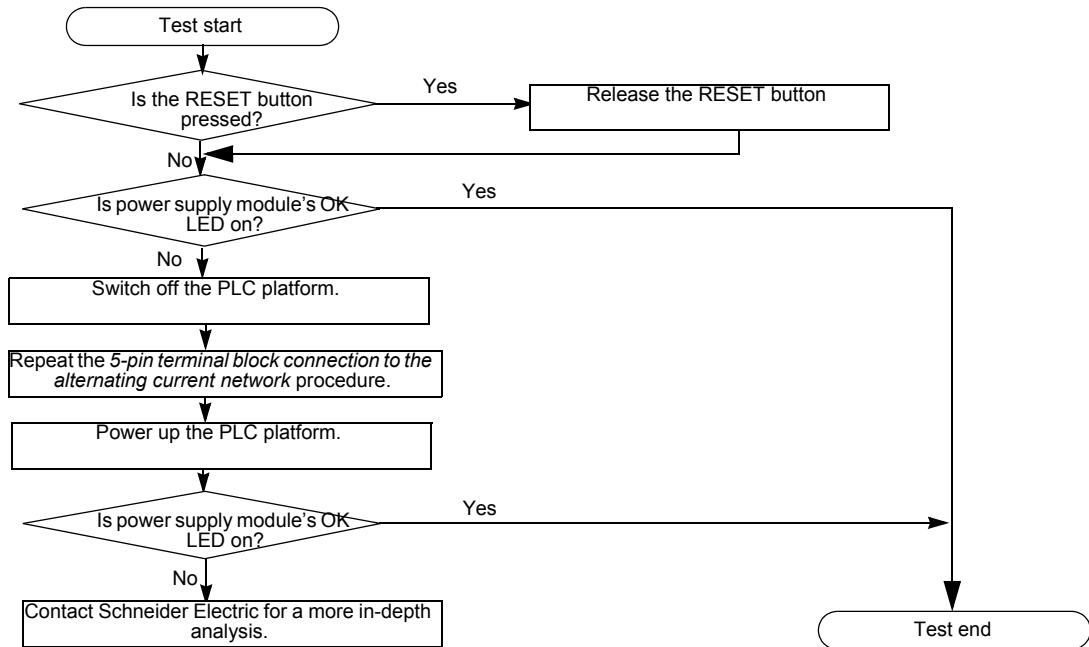 Test start
Is the RESET button
pressed?
Yes
Release the RESET button
No
Is power supply module's OK
LED on?
Yes
No
Switch off the PLC platform.
Repeat the 5-pin terminal block connection to the
alternating current network procedure.
Power up the PLC platform.
Is power supply module's OK
LED on?
Yes
No
Contact Schneider Electric for a more in-depth
analysis.
Test end